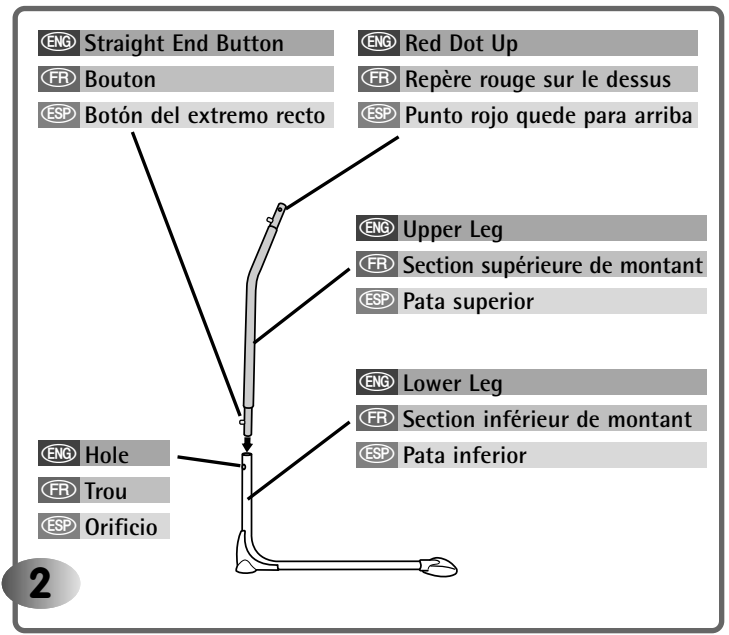 ENG Straight End Button
FR Bouton
ESP Botón del extremo recto
ENG Red Dot Up
FR Repère rouge sur le dessus
ESP Punto rojo quede para arriba
ENG Upper Leg
FR Section supérieure de montant
ESP Pata superior
ENG Lower Leg
FR Section inférieur de montant
ESP Pata inferior
ENG Hole
FR Trou
ESP Orificio
2